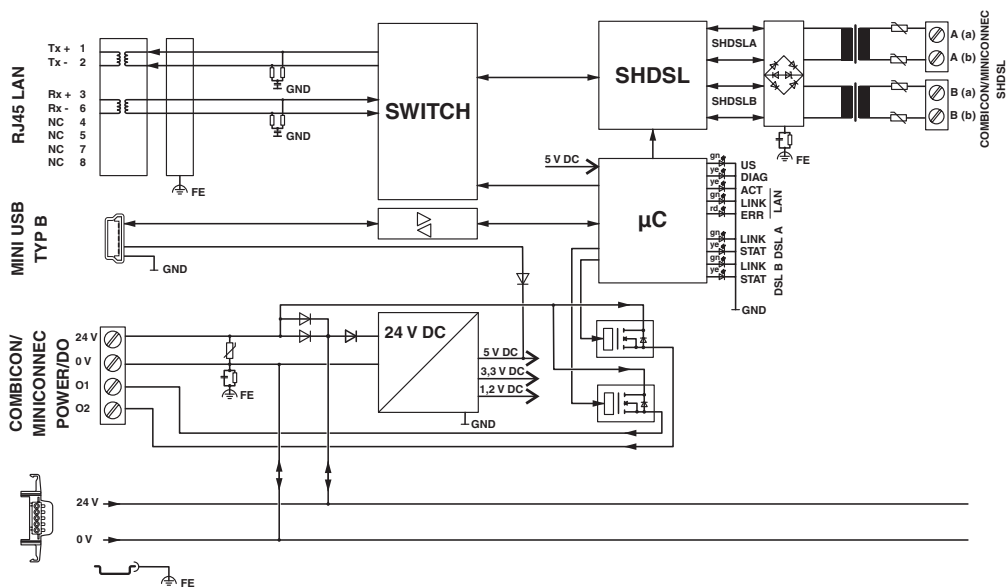 RJ45 LAN
Tx + 1
Tx - 2
Rx + 3
Rx - 6
NC 4
NC 5
NC 7
NC 8
FE
GND
GND
SWITCH
SHDSL
SHDSLA
SHDSLB
FE
A (a)
A (b)
B (a)
B (b)
COMBICON/MINICONNEC
SHDSL
5 V DC
µC
gn US
ye DIAG
ye ACT
gn LINK
rd ERR
LAN
gn LINK
ye STAT
DSL A
gn LINK
ye STAT
DSL B
GND
MINI USB
TYP B
GND
COMBICON/
MINICONNEC
POWER/DO
24 V
0 V
O1
O2
FE
24 V DC
5 V DC
3,3 V DC
1,2 V DC
GND
24 V
0 V
FE